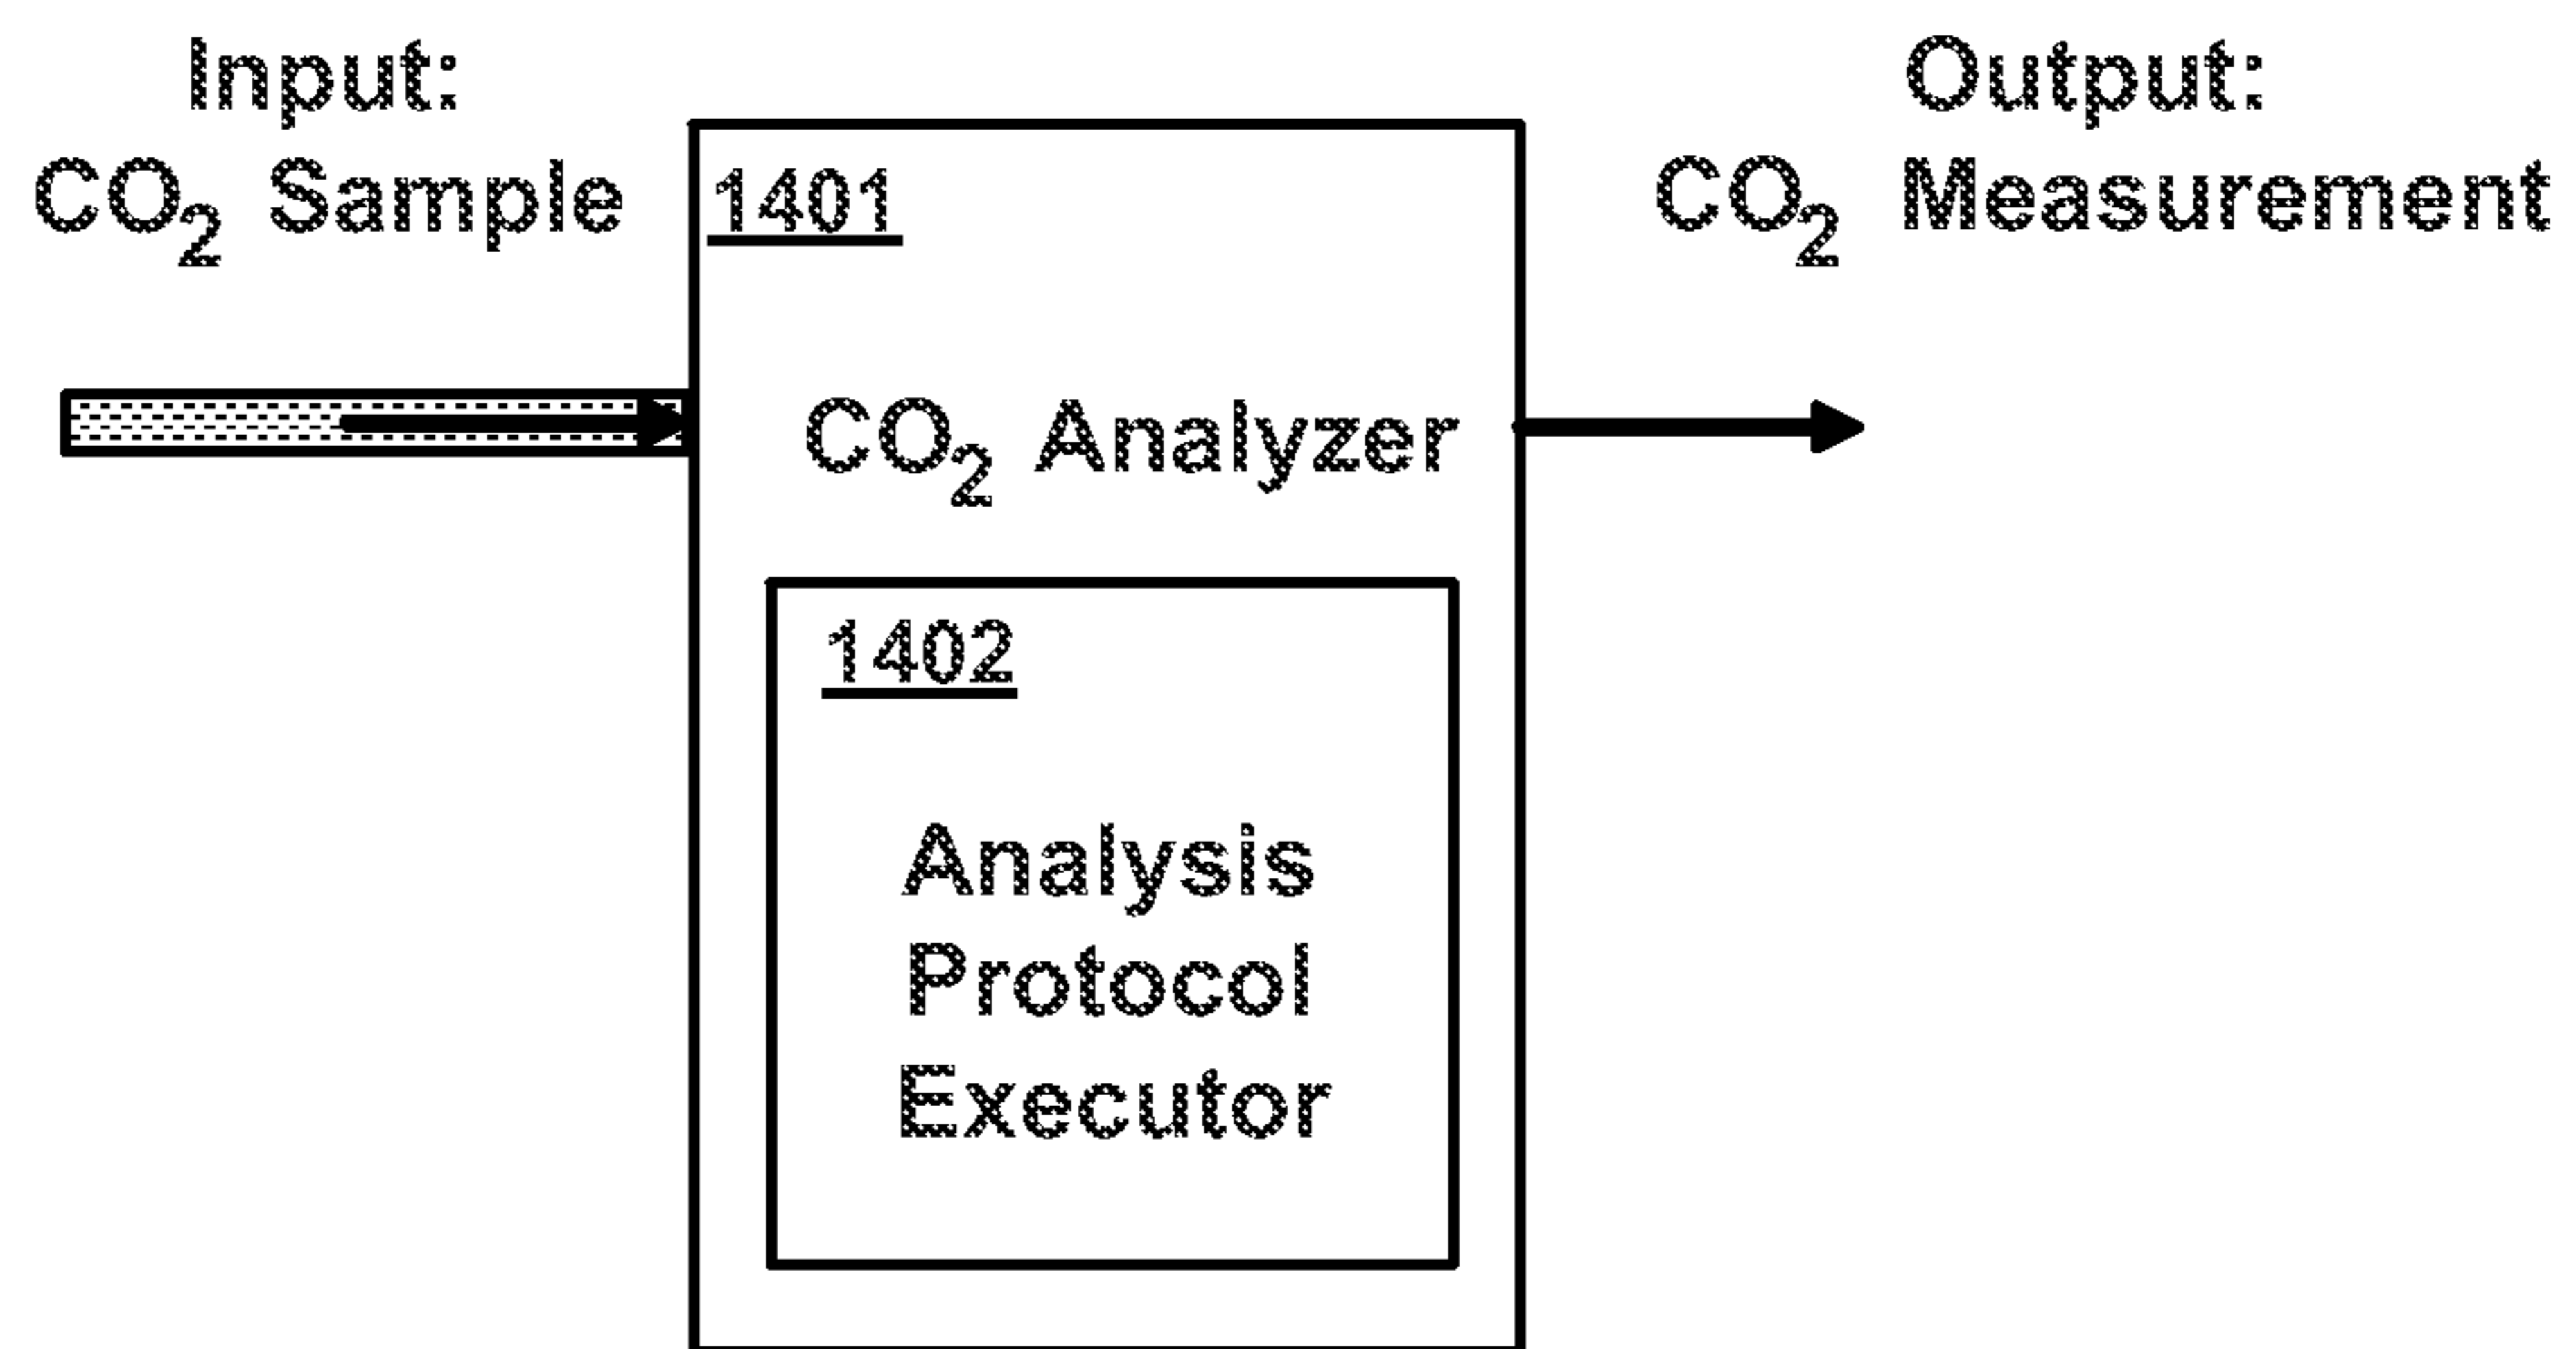 Input:
CO₂ Sample
Output:
CO₂ Measurement
1401
CO₂ Analyzer
1402
Analysis
Protocol
Executor